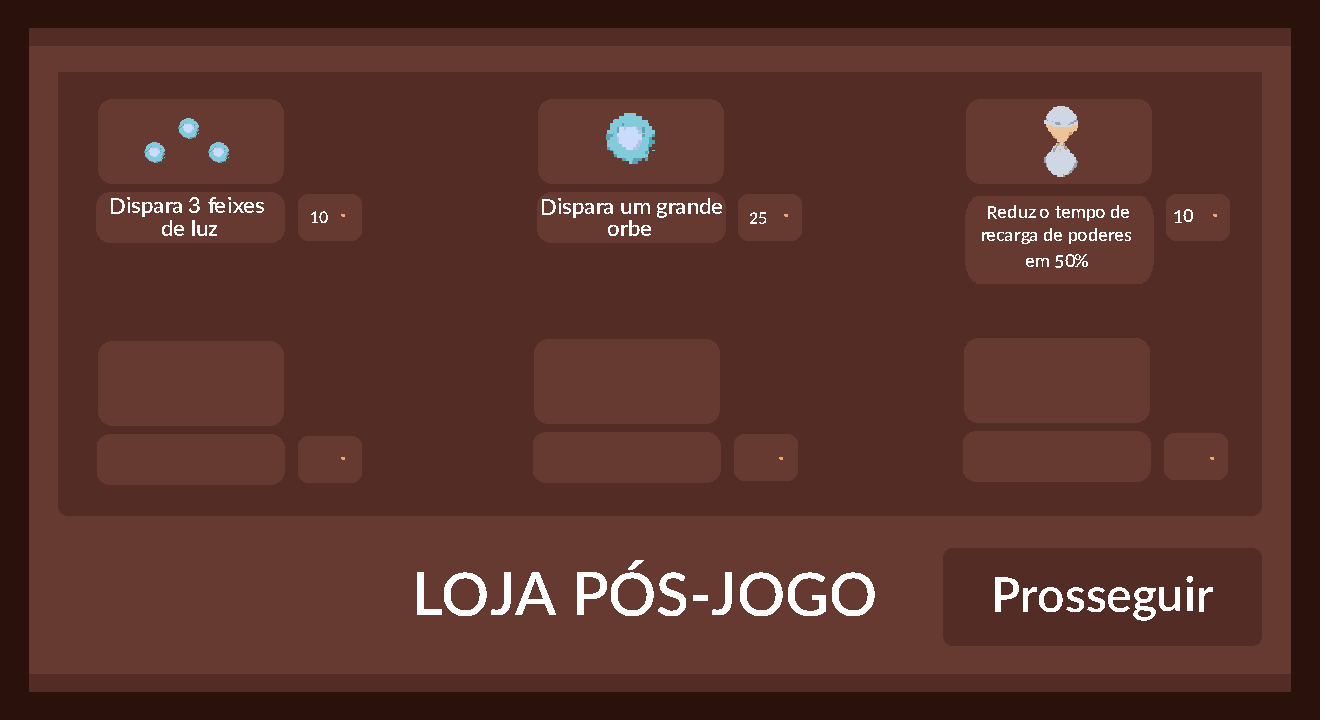 Dispara 3 feixes
de luz
10
Dispara um grande
orbe
25
Reduz o tempo de
recarga de poderes
em 50%
10
LOJA PÓS-JOGO
Prosseguir